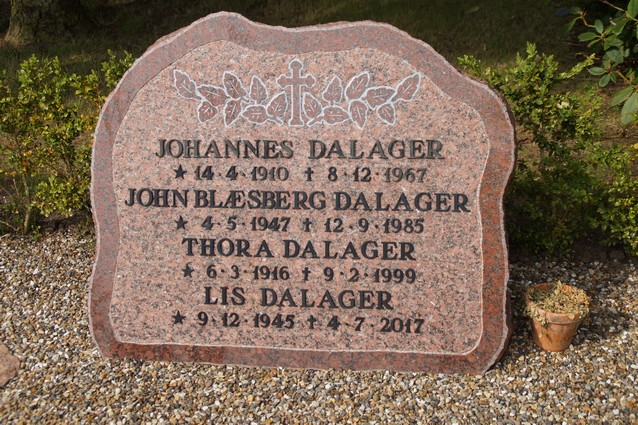 JOHANNES DALAGER
★ 14·4·1910 ✝ 8·12·1967
JOHN BLÆSBERG DALAGER
★ 4·5·1947 ✝ 12·9·1985
THORA DALAGER
★ 6·3·1916 ✝ 9·2·1999
LIS DALAGER
★ 9·12·1945 ✝ 4·7·2017